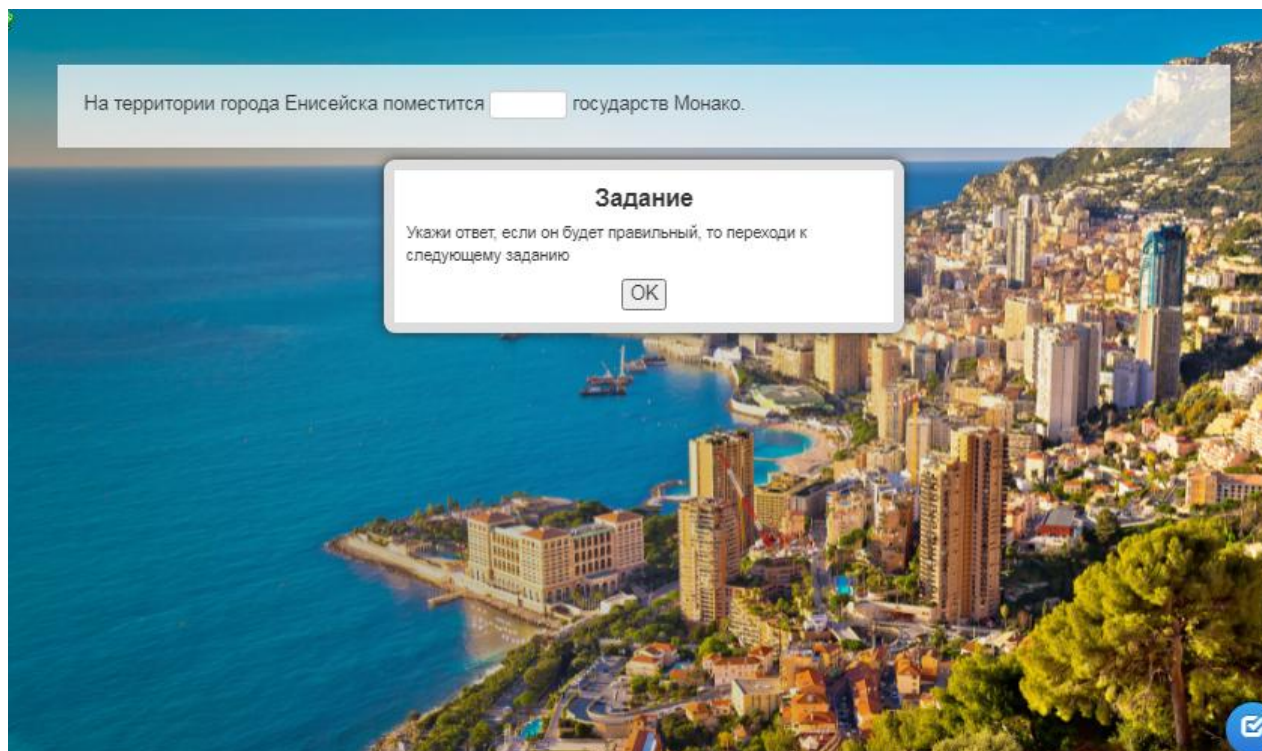 На территории города Енисейска поместится государств Монако.
Задание
Укажи ответ, если он будет правильный, то переходи к
следующему заданию
OK